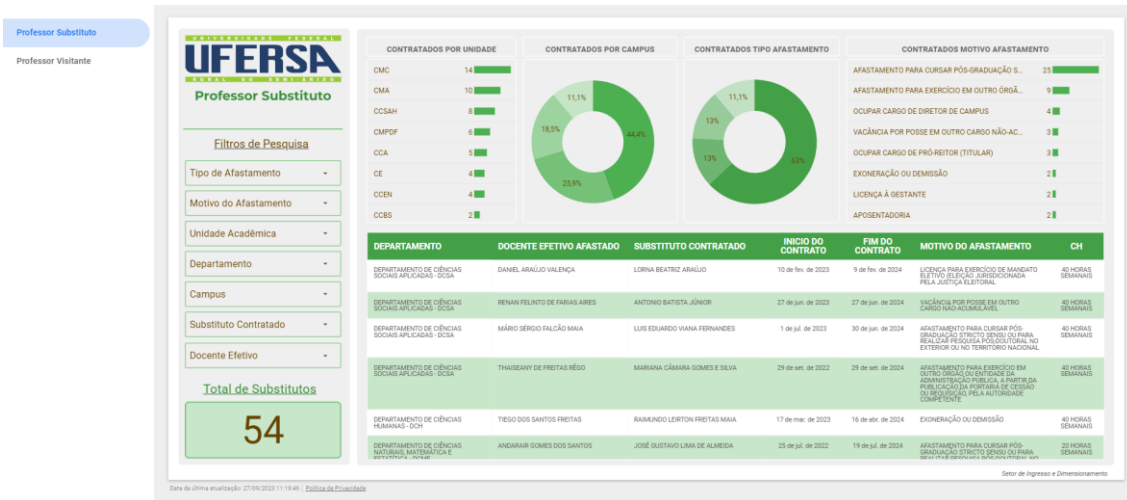 Professor Substituto
Professor Visitante
UNIVERSIDADE FEDERAL
UFERSA
RURAL DO SEMI-ÁRIDO
Professor Substituto
Filtros de Pesquisa
Tipo de Afastamento
Motivo do Afastamento
Unidade Acadêmica
Departamento
Campus
Substituto Contratado
Docente Efetivo
Total de Substitutos
54
CONTRATADOS POR UNIDADE
CMC 14
CMA 10
CCSAH 8
CMPDF 6
CCA 5
CE 4
CCEN 4
CCBS 2
CONTRATADOS POR CAMPUS
11,1%
18,5%
44,4%
25,9%
CONTRATADOS TIPO AFASTAMENTO
11,1%
13%
13%
63%
CONTRATADOS MOTIVO AFASTAMENTO
AFASTAMENTO PARA CURSAR PÓS-GRADUAÇÃO S... 25
AFASTAMENTO PARA EXERCÍCIO EM OUTRO ÓRGÃ... 9
OCUPAR CARGO DE DIRETOR DE CAMPUS 4
VACÂNCIA POR POSSE EM OUTRO CARGO NÃO-AC... 3
OCUPAR CARGO DE PRÓ-REITOR (TITULAR) 3
EXONERAÇÃO OU DEMISSÃO 2
LICENÇA À GESTANTE 2
APOSENTADORIA 2
DEPARTAMENTO DOCENTE EFETIVO AFASTADO SUBSTITUTO CONTRATADO INICIO DO CONTRATO FIM DO CONTRATO MOTIVO DO AFASTAMENTO CH
DEPARTAMENTO DE CIÊNCIAS SOCIAIS APLICADAS - DCSA DANIEL ARAÚJO VALENÇA LORNA BEATRIZ ARAÚJO 10 de fev. de 2023 9 de fev. de 2024 LICENÇA PARA EXERCÍCIO DE MANDATO ELETIVO (ELEIÇÃO JURISDICIONADA PELA JUSTIÇA ELEITORAL 40 HORAS SEMANAIS
DEPARTAMENTO DE CIÊNCIAS SOCIAIS APLICADAS - DCSA RENAN FELINTO DE FARIAS AIRES ANTONIO BATISTA JÚNIOR 27 de jun. de 2023 27 de jun. de 2024 VACÂNCIA POR POSSE EM OUTRO CARGO NÃO-ACUMULÁVEL 40 HORAS SEMANAIS
DEPARTAMENTO DE CIÊNCIAS SOCIAIS APLICADAS - DCSA MÁRIO SÉRGIO FALCÃO MAIA LUIS EDUARDO VIANA FERNANDES 1 de jul. de 2023 30 de jun. de 2024 AFASTAMENTO PARA CURSAR PÓS-GRADUAÇÃO STRICTO SENSU OU PARA REALIZAR PESQUISA PÓS-DOUTORAL NO EXTERIOR OU NO TERRITÓRIO NACIONAL 40 HORAS SEMANAIS
DEPARTAMENTO DE CIÊNCIAS SOCIAIS APLICADAS - DCSA THAISEANY DE FREITAS RÊGO MARIANA CÂMARA GOMES E SILVA 29 de set. de 2022 29 de set. de 2024 AFASTAMENTO PARA EXERCÍCIO EM OUTRO ÓRGÃO OU ENTIDADE DA ADMINISTRAÇÃO PÚBLICA, A PARTIR DA PUBLICAÇÃO DA PORTARIA DE CESSÃO OU REQUISIÇÃO, PELA AUTORIDADE COMPETENTE 40 HORAS SEMANAIS
DEPARTAMENTO DE CIÊNCIAS HUMANAS - DCH TIEGO DOS SANTOS FREITAS RAIMUNDO LEIRTON FREITAS MAIA 17 de mar. de 2023 16 de abr. de 2024 EXONERAÇÃO OU DEMISSÃO 40 HORAS SEMANAIS
DEPARTAMENTO DE CIÊNCIAS NATURAIS, MATEMÁTICA E ESTATÍSTICA - DCME ANDARAIR GOMES DOS SANTOS JOSÉ GUSTAVO LIMA DE ALMEIDA 25 de jul. de 2022 19 de jul. de 2024 AFASTAMENTO PARA CURSAR PÓS-GRADUAÇÃO STRICTO SENSU OU PARA REALIZAR PESQUISA PÓS-DOUTORAL NO 20 HORAS SEMANAIS
Setor de Ingresso e Dimensionamento
Data da última atualização: 27/09/2023 11:19:46 | Política de Privacidade